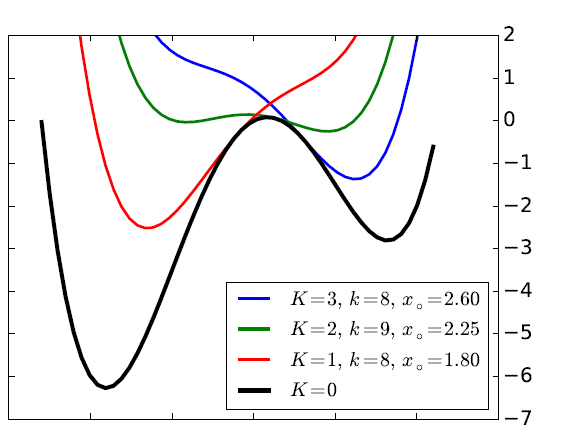 2
1
0
−1
−2
−3
−4
−5
−6
−7
K=3, k=8, x∘=2.60
K=2, k=9, x∘=2.25
K=1, k=8, x∘=1.80
K=0